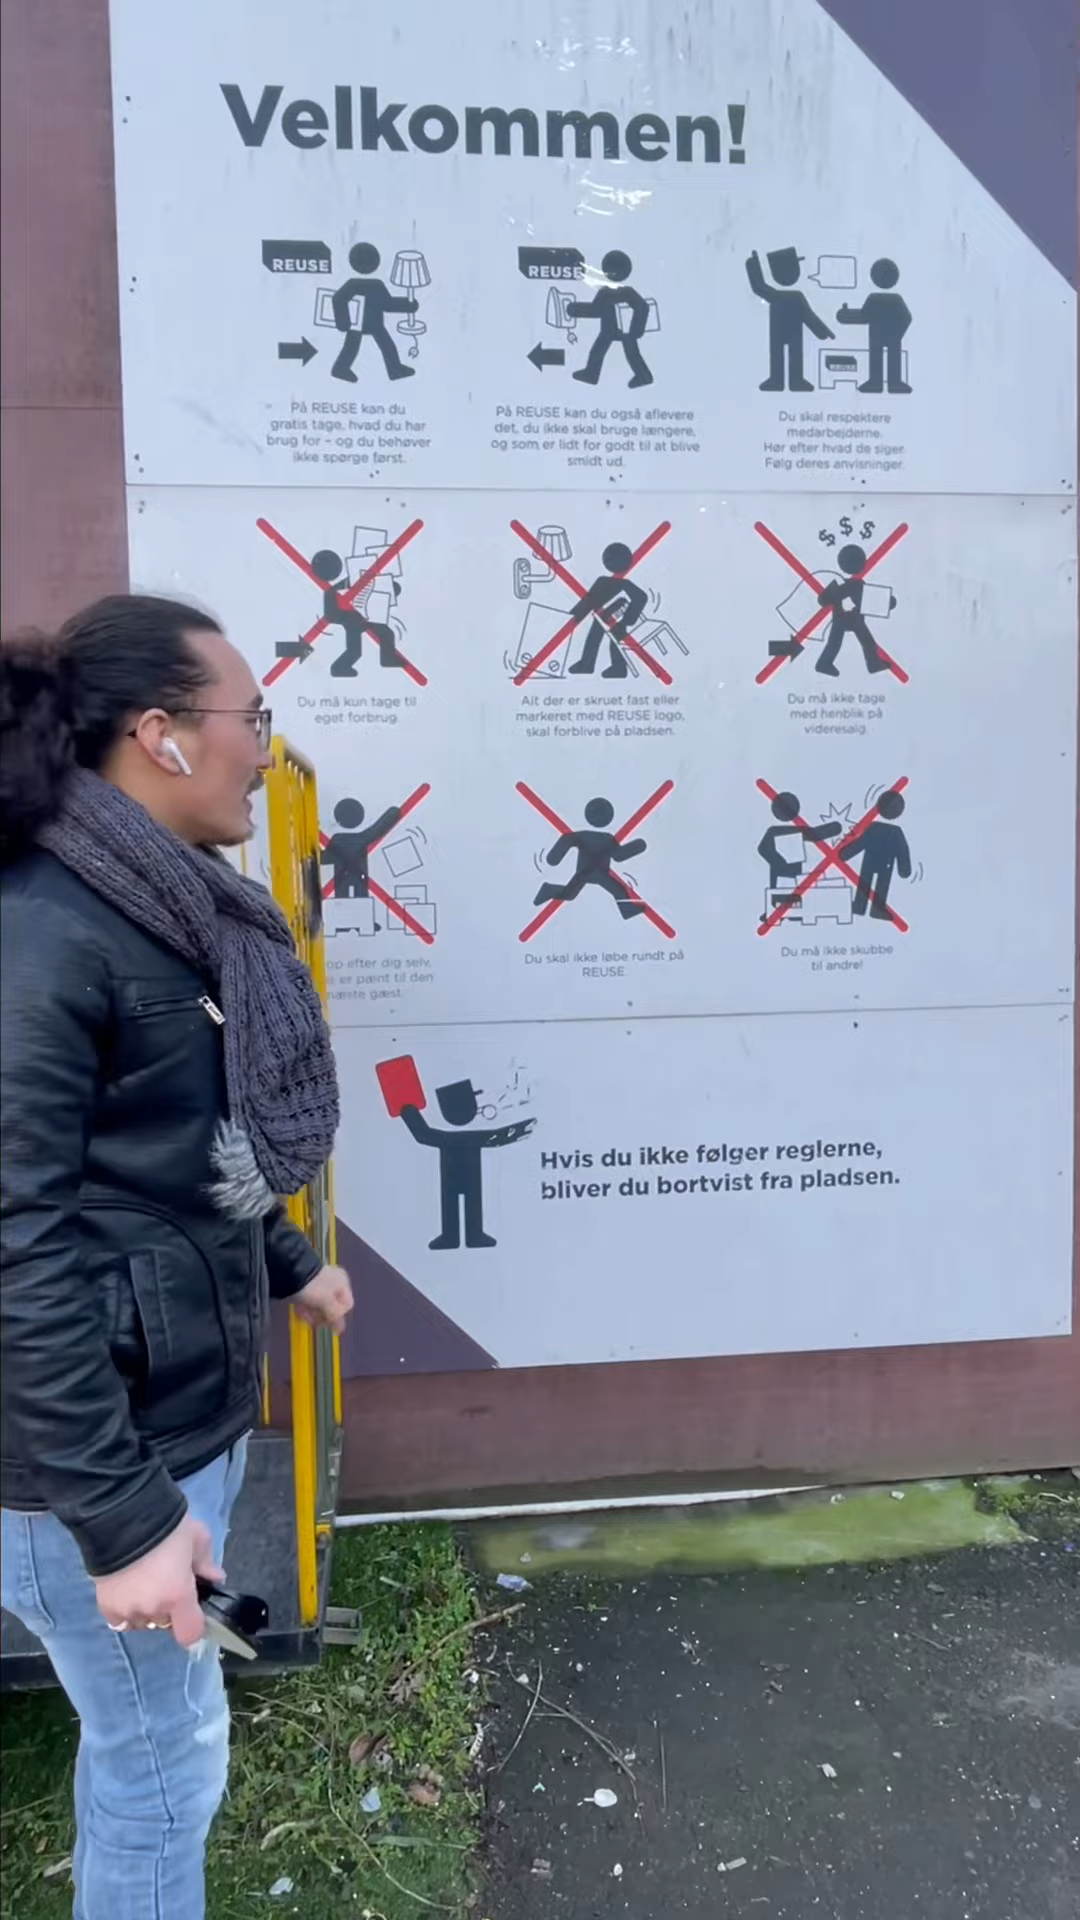 Velkommen!
REUSE
REUSE
REUSE
På REUSE kan du
gratis tage, hvad du har
brug for – og du behøver
ikke spørge først.
På REUSE kan du også aflevere
det, du ikke skal bruge længere,
og som er lidt for godt til at blive
smidt ud.
Du skal respektere
medarbejderne.
Hør efter hvad de siger.
Følg deres anvisninger.
$ $ $
Du må kun tage til
eget forbrug.
Alt der er skruet fast eller
markeret med REUSE logo,
skal forblive på pladsen.
Du må ikke tage
med henblik på
videresalg.
op efter dig selv,
er pænt til den
næste gæst.
Du skal ikke løbe rundt på
REUSE.
Du må ikke skubbe
til andre!
Hvis du ikke følger reglerne,
bliver du bortvist fra pladsen.